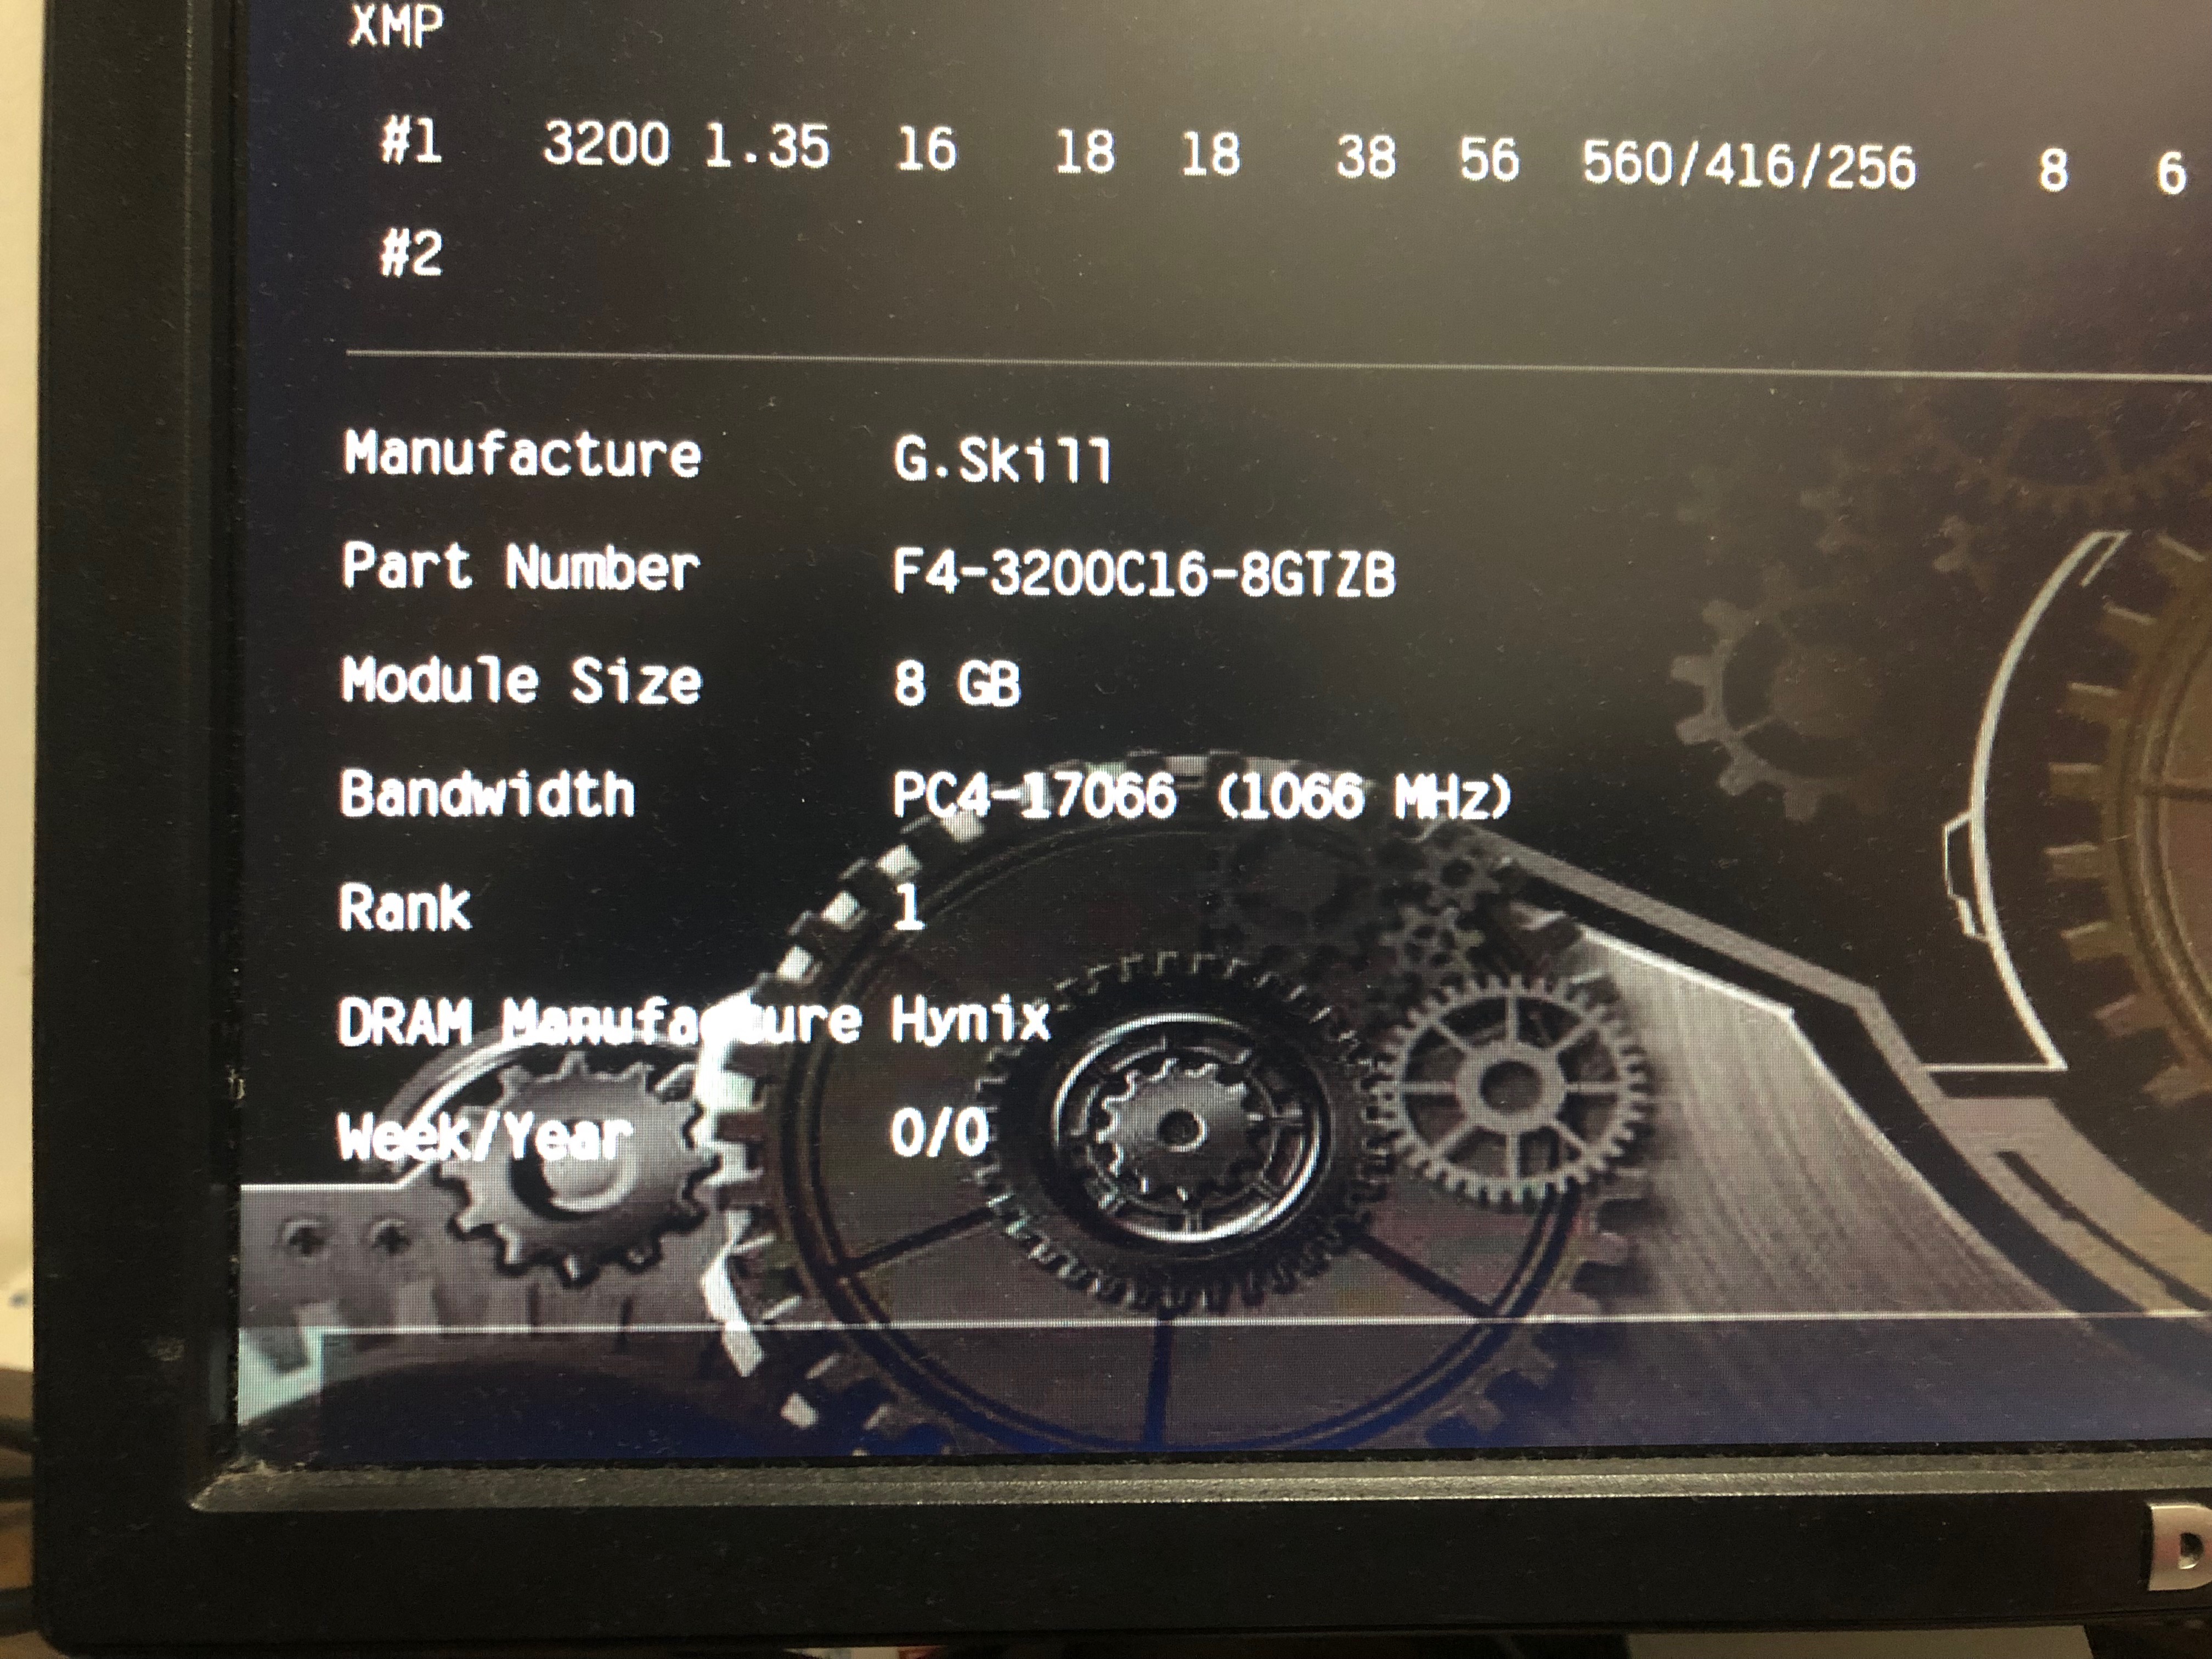 XMP
#1 3200 1.35 16 18 18 38 56 560/416/256 8 6
#2
Manufacture G.Skill
Part Number F4-3200C16-8GTZB
Module Size 8 GB
Bandwidth PC4-17066 (1066 MHz)
Rank 1
DRAM Manufacture Hynix
Week/Year 0/0
D